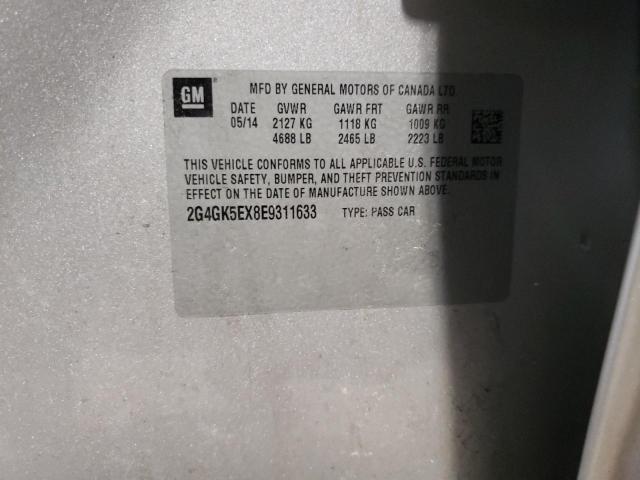 GM
MFD BY GENERAL MOTORS OF CANADA LTD
DATE GVWR GAWR FRT GAWR RR
05/14 2127 KG 1118 KG 1009 KG
4688 LB 2465 LB 2223 LB
THIS VEHICLE CONFORMS TO ALL APPLICABLE U.S. FEDERAL MOTOR
VEHICLE SAFETY, BUMPER, AND THEFT PREVENTION STANDARDS IN
EFFECT ON THE DATE OF MANUFACTURE SHOWN ABOVE.
2G4GK5EX8E9311633 TYPE: PASS CAR